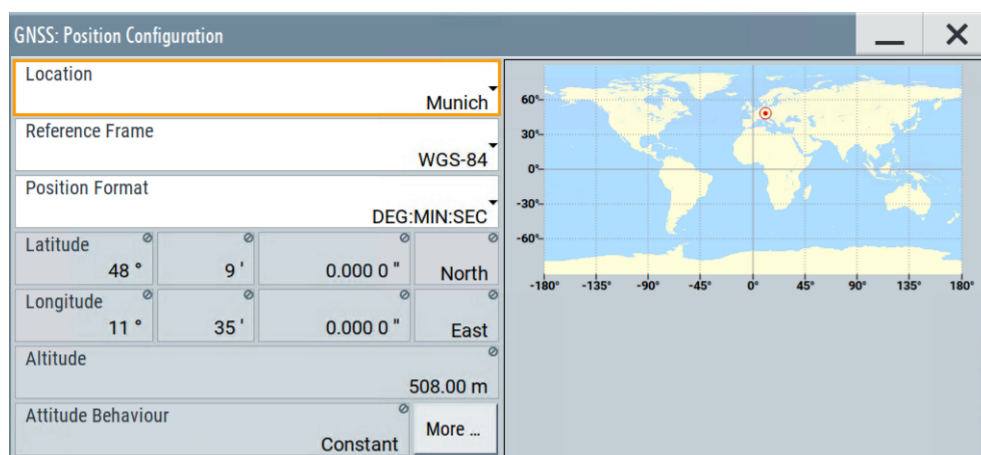 GNSS: Position Configuration
Location
Munich
Reference Frame
WGS-84
Position Format
DEG:MIN:SEC
Latitude
48 ° 9 ' 0.000 0 " North
Longitude
11 ° 35 ' 0.000 0 " East
Altitude
508.00 m
Attitude Behaviour
Constant
More ...
60°
30°
0°
-30°
-60°
-180° -135° -90° -45° 0° 45° 90° 135° 180°